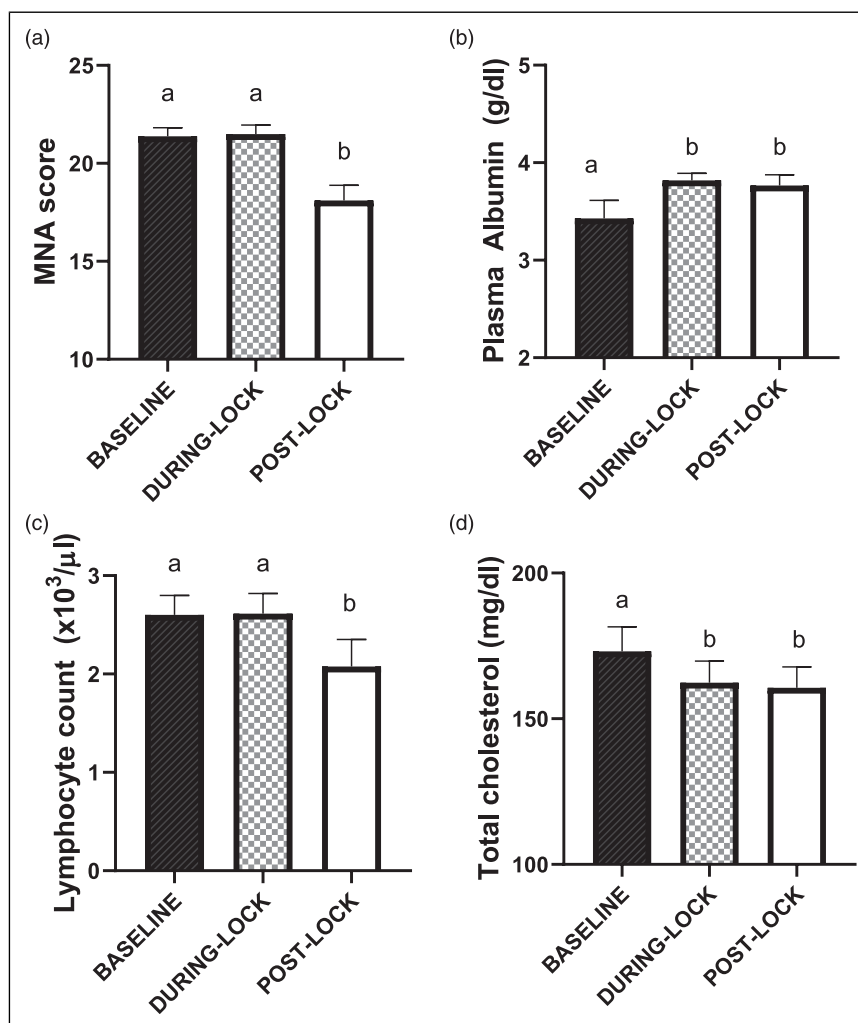 (a)
MNA score
25
20
15
10
a
a
b
BASELINE
DURING-LOCK
POST-LOCK
(b)
Plasma Albumin (g/dl)
5
4
3
2
a
b
b
BASELINE
DURING-LOCK
POST-LOCK
(c)
Lymphocyte count (x10³/µl)
3
2
1
0
a
a
b
BASELINE
DURING-LOCK
POST-LOCK
(d)
Total cholesterol (mg/dl)
200
150
100
a
b
b
BASELINE
DURING-LOCK
POST-LOCK